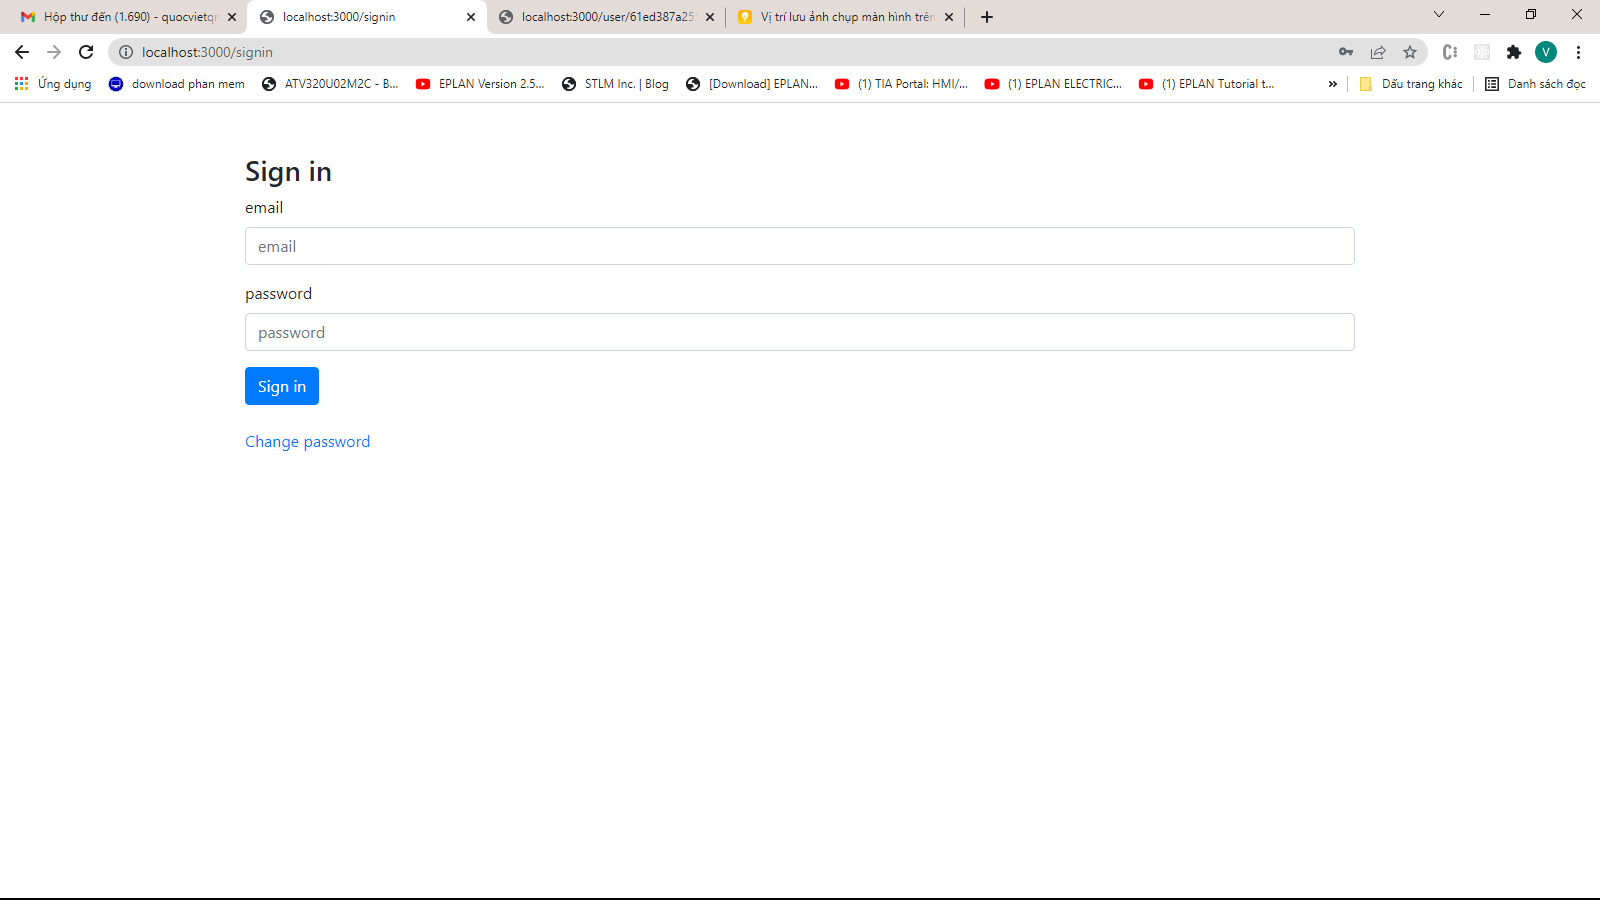 Hộp thư đến (1.690) - quocvietqn
localhost:3000/signin
localhost:3000/user/61ed387a25
Vị trí lưu ảnh chụp màn hình trên
localhost:3000/signin
V
Ứng dụng
download phan mem
ATV320U02M2C - B...
EPLAN Version 2.5...
STLM Inc. | Blog
[Download] EPLAN...
(1) TIA Portal: HMI/...
(1) EPLAN ELECTRIC...
(1) EPLAN Tutorial t...
»
Dấu trang khác
Danh sách đọc
Sign in
email
email
password
password
Sign in
Change password